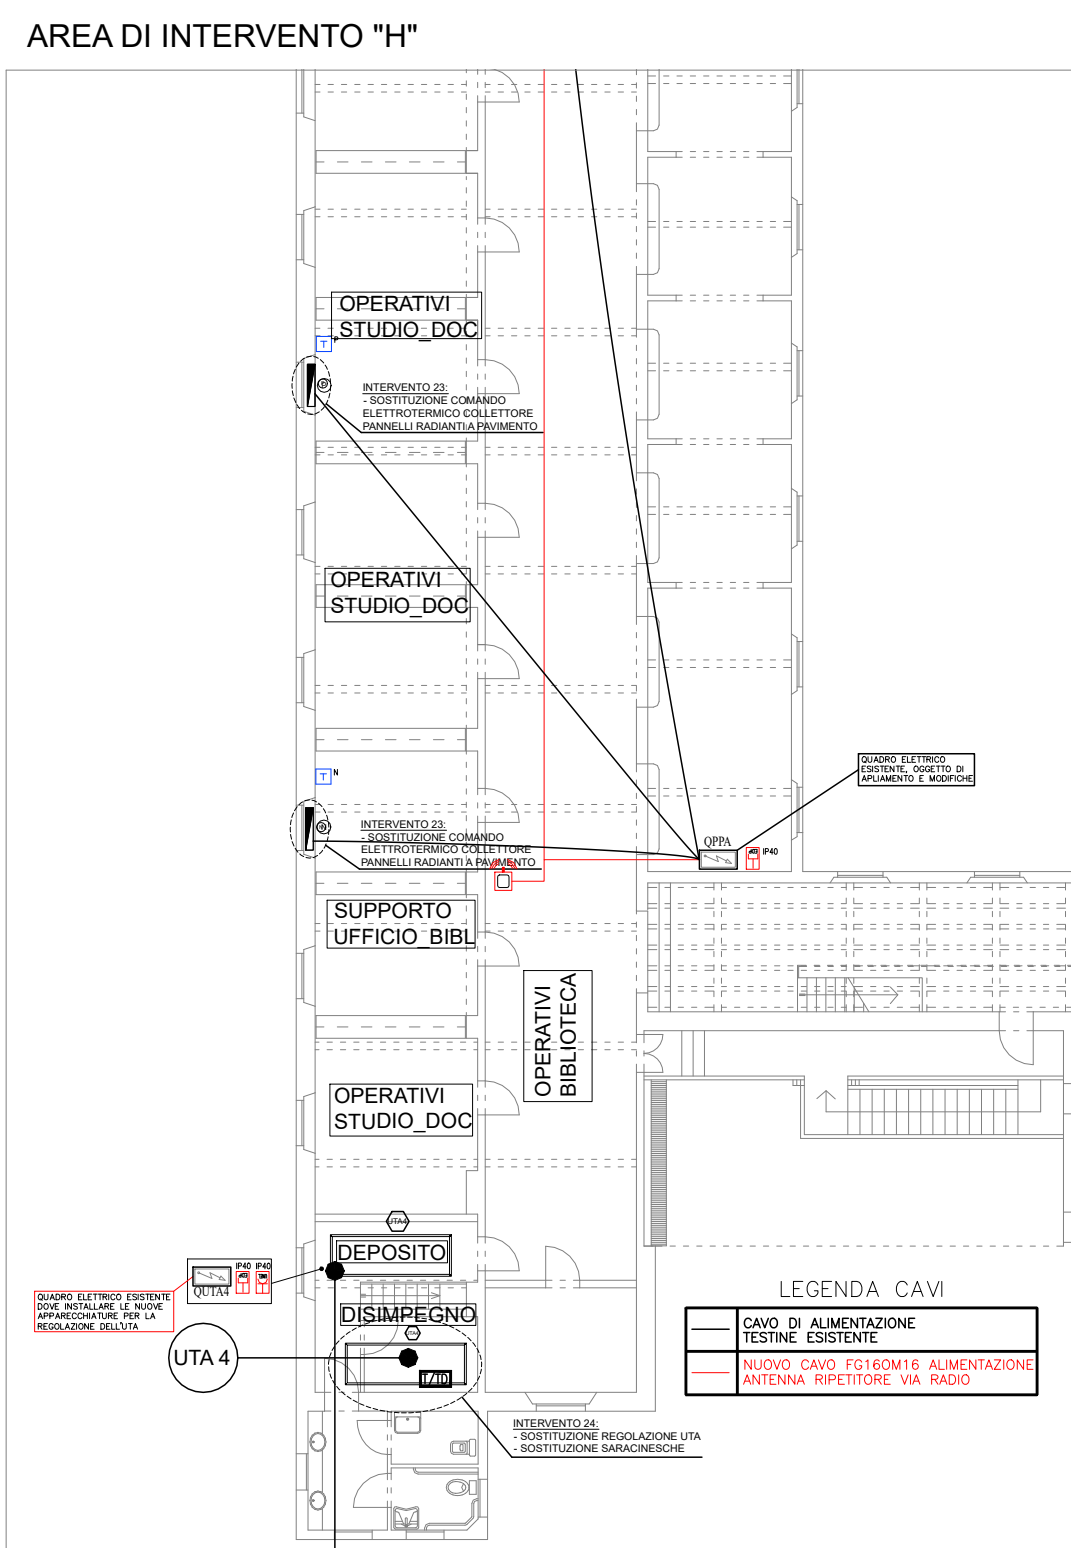 AREA DI INTERVENTO "H"
OPERATIVI
STUDIO_DOC
T
P
INTERVENTO 23:
- SOSTITUZIONE COMANDO
ELETTROTERMICO COLLETTORE
PANNELLI RADIANTI A PAVIMENTO
OPERATIVI
STUDIO_DOC
T
N
QUADRO ELETTRICO
ESISTENTE, OGGETTO DI
APLIAMENTO E MODIFICHE
INTERVENTO 23:
- SOSTITUZIONE COMANDO
ELETTROTERMICO COLLETTORE
PANNELLI RADIANTI A PAVIMENTO
QPPA
IP40
SUPPORTO
UFFICIO_BIBL
OPERATIVI
BIBLIOTECA
OPERATIVI
STUDIO_DOC
UTA4
DEPOSITO
IP40 IP40
QUTA4
QUADRO ELETTRICO ESISTENTE
DOVE INSTALLARE LE NUOVE
APPARECCHIATURE PER LA
REGOLAZIONE DELL'UTA
DISIMPEGNO
UTA4
UTA 4
T/TD
LEGENDA CAVI
CAVO DI ALIMENTAZIONE
TESTINE ESISTENTE
NUOVO CAVO FG16OM16 ALIMENTAZIONE
ANTENNA RIPETITORE VIA RADIO
INTERVENTO 24:
- SOSTITUZIONE REGOLAZIONE UTA
- SOSTITUZIONE SARACINESCHE